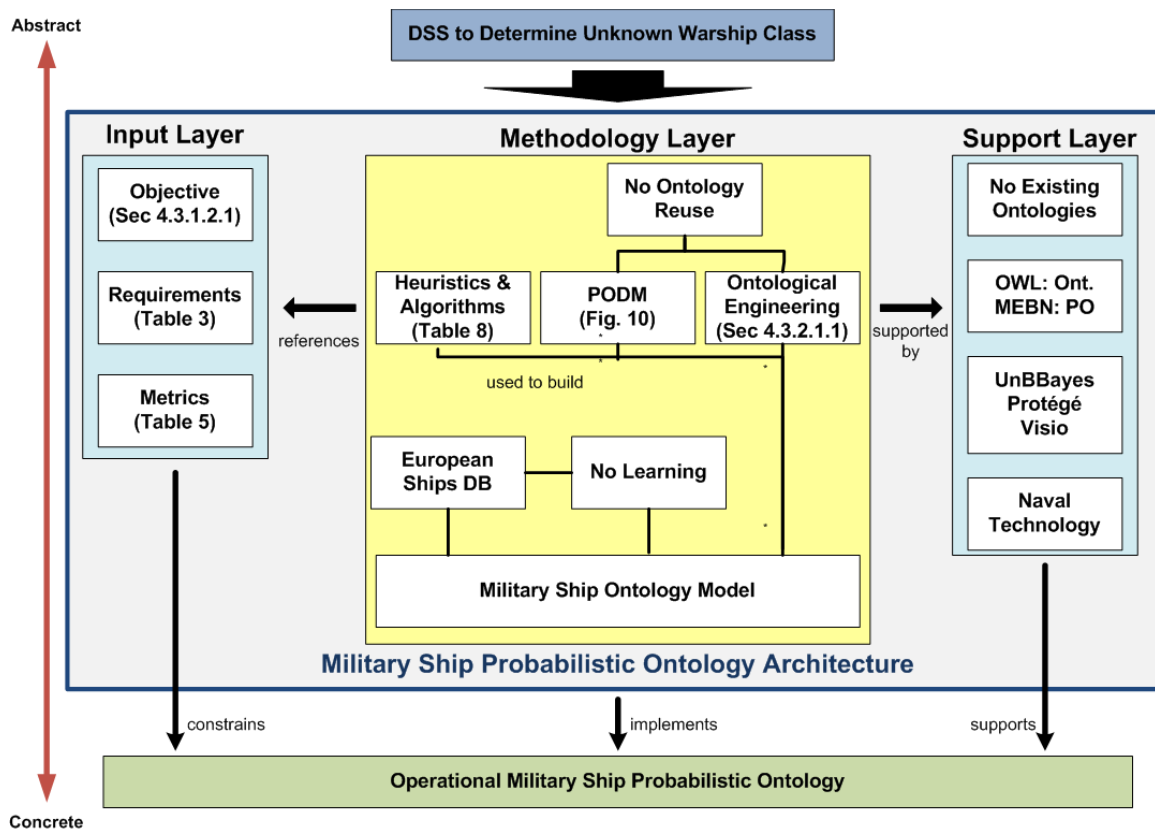 Abstract
DSS to Determine Unknown Warship Class
Input Layer
Methodology Layer
Support Layer
Objective
(Sec 4.3.1.2.1)
Requirements
(Table 3)
Metrics
(Table 5)
references
No Ontology
Reuse
Heuristics &
Algorithms
(Table 8)
PODM
(Fig. 10)
Ontological
Engineering
(Sec 4.3.2.1.1)
used to build
European
Ships DB
No Learning
Military Ship Ontology Model
supported
by
No Existing
Ontologies
OWL: Ont.
MEBN: PO
UnBBayes
Protégé
Visio
Naval
Technology
Military Ship Probabilistic Ontology Architecture
constrains
implements
supports
Operational Military Ship Probabilistic Ontology
Concrete